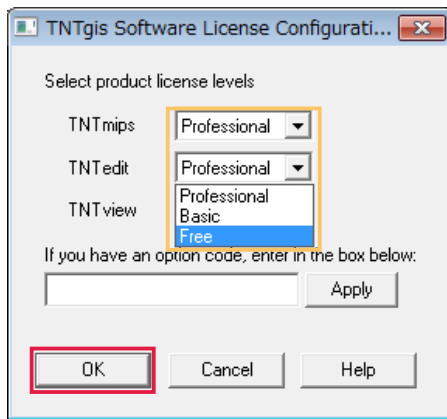 TNTgis Software License Configurati...
Select product license levels
TNTmips Professional
TNTedit Professional
Professional
TNTview Basic
Free
If you have an option code, enter in the box below:
Apply
OK Cancel Help